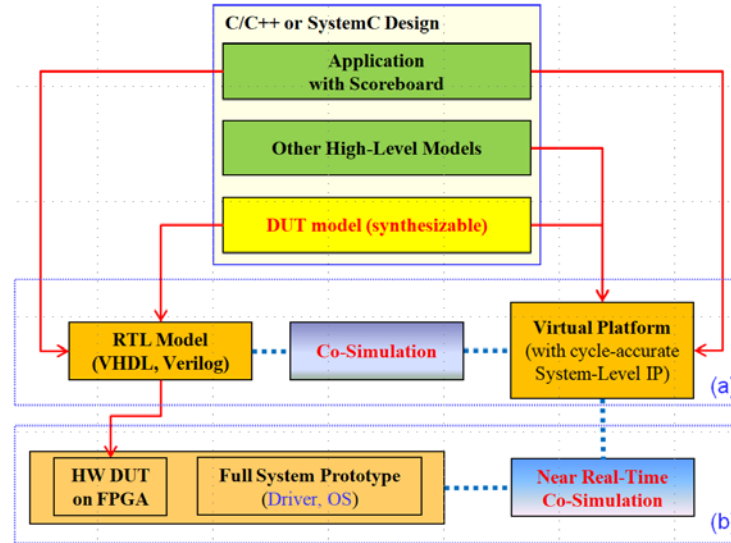 C/C++ or SystemC Design
Application
with Scoreboard
Other High-Level Models
DUT model (synthesizable)
RTL Model
(VHDL, Verilog)
Co-Simulation
Virtual Platform
(with cycle-accurate
System-Level IP)
(a)
HW DUT
on FPGA
Full System Prototype
(Driver, OS)
Near Real-Time
Co-Simulation
(b)